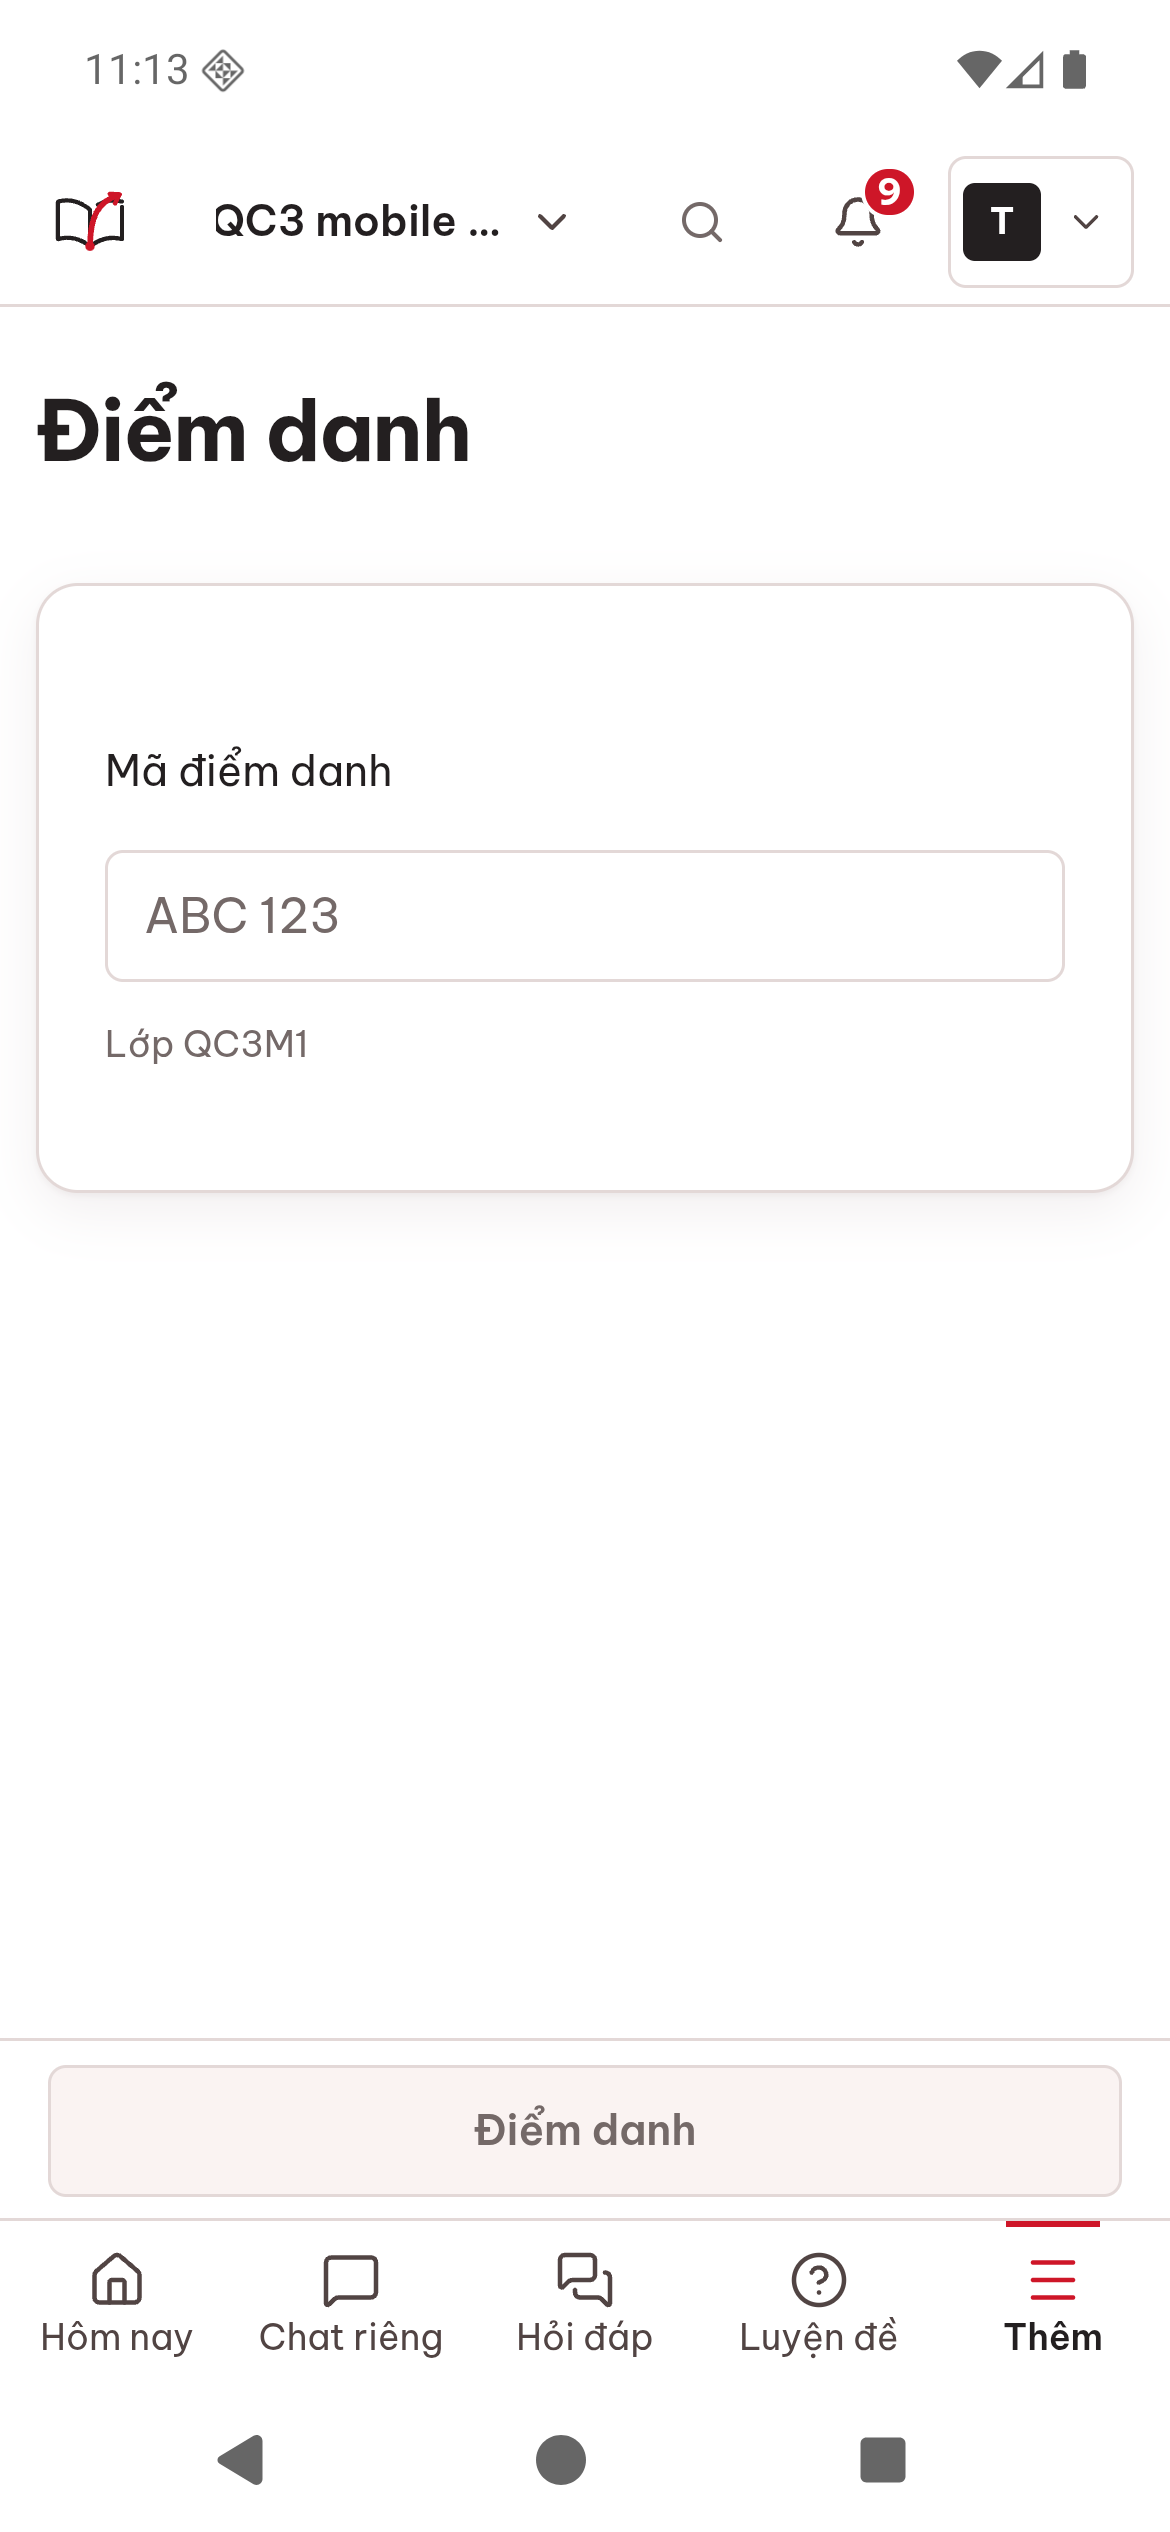 11:13
QC3 mobile ...
9
T
Điểm danh
Mã điểm danh
ABC 123
Lớp QC3M1
Điểm danh
Hôm nay
Chat riêng
Hỏi đáp
Luyện đề
Thêm